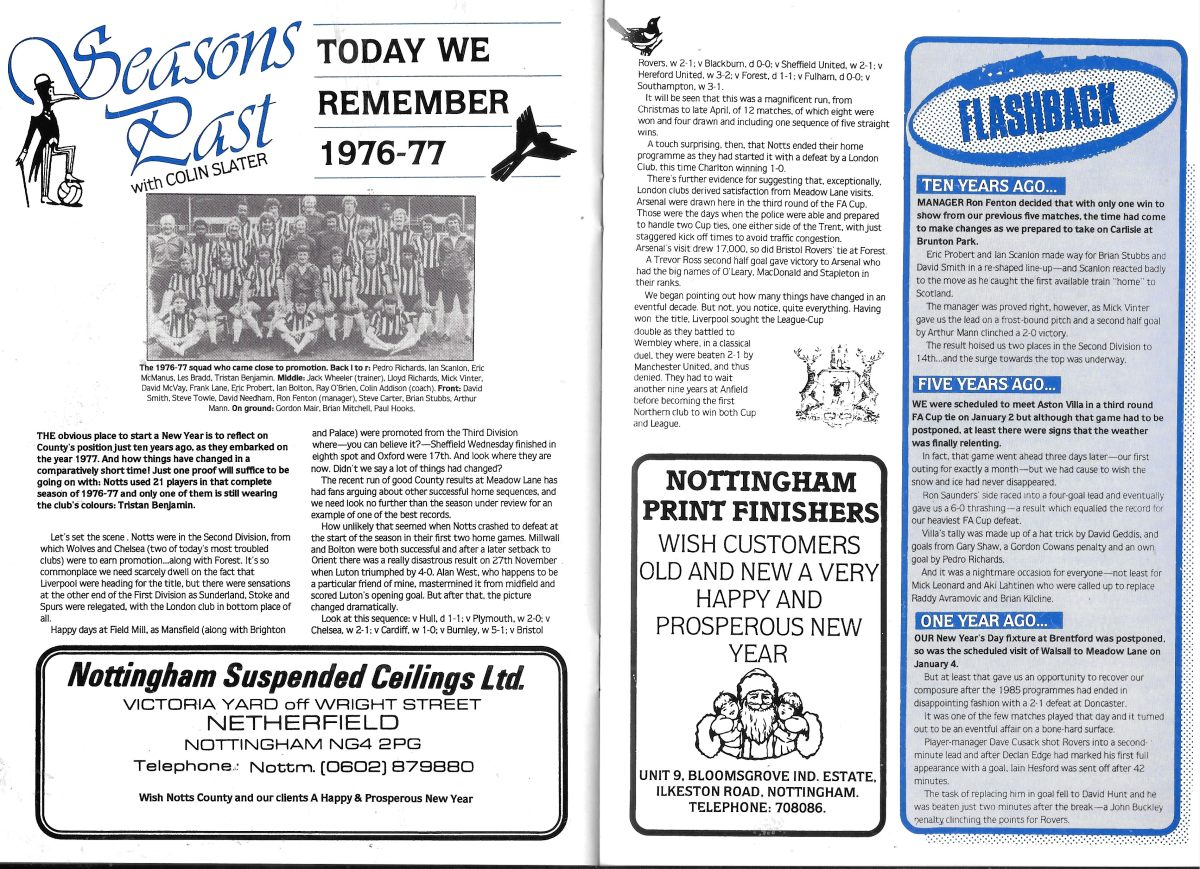 Seasons
Past
with COLIN SLATER
TODAY WE
REMEMBER
1976-77
The 1976-77 squad who came close to promotion. Back l to r: Pedro Richards, Ian Scanlon, Eric
McManus, Les Bradd, Tristan Benjamin. Middle: Jack Wheeler (trainer), Lloyd Richards, Mick Vinter,
David McVay, Frank Lane, Eric Probert, Ian Bolton, Ray O'Brien, Colin Addison (coach). Front: David
Smith, Steve Towle, David Needham, Ron Fenton (manager), Steve Carter, Brian Stubbs, Arthur
Mann. On ground: Gordon Mair, Brian Mitchell, Paul Hooks.
THE obvious place to start a New Year is to reflect on
County's position just ten years ago, as they embarked on
the year 1977. And how things have changed in a
comparatively short time! Just one proof will suffice to be
going on with: Notts used 21 players in that complete
season of 1976-77 and only one of them is still wearing
the club's colours: Tristan Benjamin.
Let's set the scene . Notts were in the Second Division, from
which Wolves and Chelsea (two of today's most troubled
clubs) were to earn promotion...along with Forest. It's so
commonplace we need scarcely dwell on the fact that
Liverpool were heading for the title, but there were sensations
at the other end of the First Division as Sunderland, Stoke and
Spurs were relegated, with the London club in bottom place of
all.
Happy days at Field Mill, as Mansfield (along with Brighton
and Palace) were promoted from the Third Division
where—you can believe it?—Sheffield Wednesday finished in
eighth spot and Oxford were 17th. And look where they are
now. Didn't we say a lot of things had changed?
The recent run of good County results at Meadow Lane has
had fans arguing about other successful home sequences, and
we need look no further than the season under review for an
example of one of the best records.
How unlikely that seemed when Notts crashed to defeat at
the start of the season in their first two home games. Millwall
and Bolton were both successful and after a later setback to
Orient there was a really disastrous result on 27th November
when Luton triumphed by 4-0. Alan West, who happens to be
a particular friend of mine, mastermined it from midfield and
scored Luton's opening goal. But after that, the picture
changed dramatically.
Look at this sequence: v Hull, d 1-1; v Plymouth, w 2-0; v
Chelsea, w 2-1; v Cardiff, w 1-0; v Burnley, w 5-1; v Bristol
Nottingham Suspended Ceilings Ltd.
VICTORIA YARD off WRIGHT STREET
NETHERFIELD
NOTTINGHAM NG4 2PG
Telephone: Nottm. (0602) 879880
Wish Notts County and our clients A Happy & Prosperous New Year
Rovers, w 2-1; v Blackburn, d 0-0; v Sheffield United, w 2-1; v
Hereford United, w 3-2; v Forest, d 1-1; v Fulham, d 0-0; v
Southampton, w 3-1.
It will be seen that this was a magnificent run, from
Christmas to late April, of 12 matches, of which eight were
won and four drawn and including one sequence of five straight
wins.
A touch surprising, then, that Notts ended their home
programme as they had started it with a defeat by a London
Club, this time Charlton winning 1-0.
There's further evidence for suggesting that, exceptionally,
London clubs derived satisfaction from Meadow Lane visits.
Arsenal were drawn here in the third round of the FA Cup.
Those were the days when the police were able and prepared
to handle two Cup ties, one either side of the Trent, with just
staggered kick off times to avoid traffic congestion.
Arsenal's visit drew 17,000, so did Bristol Rovers' tie at Forest.
A Trevor Ross second half goal gave victory to Arsenal who
had the big names of O'Leary, MacDonald and Stapleton in
their ranks.
We began pointing out how many things have changed in an
eventful decade. But not, you notice, quite everything. Having
won the title, Liverpool sought the League-Cup
double as they battled to
Wembley where, in a classical
duel, they were beaten 2-1 by
Manchester United, and thus
denied. They had to wait
another nine years at Anfield
before becoming the first
Northern club to win both Cup
and League.
NOTTINGHAM
PRINT FINISHERS
WISH CUSTOMERS
OLD AND NEW A VERY
HAPPY AND
PROSPEROUS NEW
YEAR
UNIT 9, BLOOMSGROVE IND. ESTATE,
ILKESTON ROAD, NOTTINGHAM.
TELEPHONE: 708086.
FLASHBACK
TEN YEARS AGO...
MANAGER Ron Fenton decided that with only one win to
show from our previous five matches, the time had come
to make changes as we prepared to take on Carlisle at
Brunton Park.
Eric Probert and Ian Scanlon made way for Brian Stubbs and
David Smith in a re-shaped line-up—and Scanlon reacted badly
to the move as he caught the first available train "home" to
Scotland.
The manager was proved right, however, as Mick Vinter
gave us the lead on a frost-bound pitch and a second half goal
by Arthur Mann clinched a 2-0 victory.
The result hoised us two places in the Second Division to
14th...and the surge towards the top was underway.
FIVE YEARS AGO...
WE were scheduled to meet Aston Villa in a third round
FA Cup tie on January 2 but although that game had to be
postponed, at least there were signs that the weather
was finally relenting.
In fact, that game went ahead three days later—our first
outing for exactly a month—but we had cause to wish the
snow and ice had never disappeared.
Ron Saunders' side raced into a four-goal lead and eventually
gave us a 6-0 thrashing—a result which equalled the record for
our heaviest FA Cup defeat.
Villa's tally was made up of a hat trick by David Geddis, and
goals from Gary Shaw, a Gordon Cowans penalty and an own
goal by Pedro Richards.
And it was a nightmare occasion for everyone—not least for
Mick Leonard and Aki Lahtinen who were called up to replace
Raddy Avramovic and Brian Kilcline.
ONE YEAR AGO...
OUR New Year's Day fixture at Brentford was postponed,
so was the scheduled visit of Walsall to Meadow Lane on
January 4.
But at least that gave us an opportunity to recover our
composure after the 1985 programmes had ended in
disappointing fashion with a 2-1 defeat at Doncaster.
It was one of the few matches played that day and it turned
out to be an eventful affair on a bone-hard surface.
Player-manager Dave Cusack shot Rovers into a second-
minute lead and after Declan Edge had marked his first full
appearance with a goal, Iain Hesford was sent off after 42
minutes.
The task of replacing him in goal fell to David Hunt and he
was beaten just two minutes after the break—a John Buckley
penalty clinching the points for Rovers.